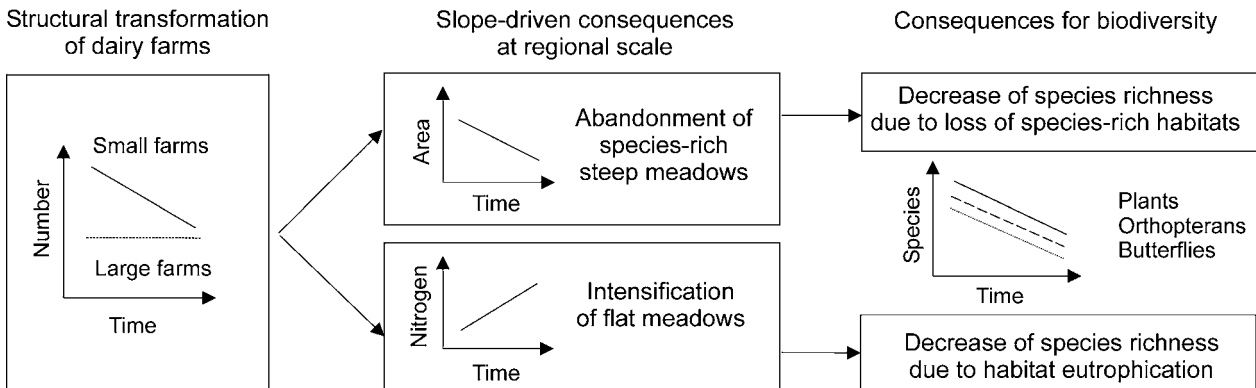 Structural transformation
of dairy farms
Small farms
Number
Large farms
Time
Slope-driven consequences
at regional scale
Area
Abandonment of
species-rich
steep meadows
Time
Nitrogen
Intensification
of flat meadows
Time
Consequences for biodiversity
Decrease of species richness
due to loss of species-rich habitats
Species
Plants
Orthopterans
Butterflies
Time
Decrease of species richness
due to habitat eutrophication